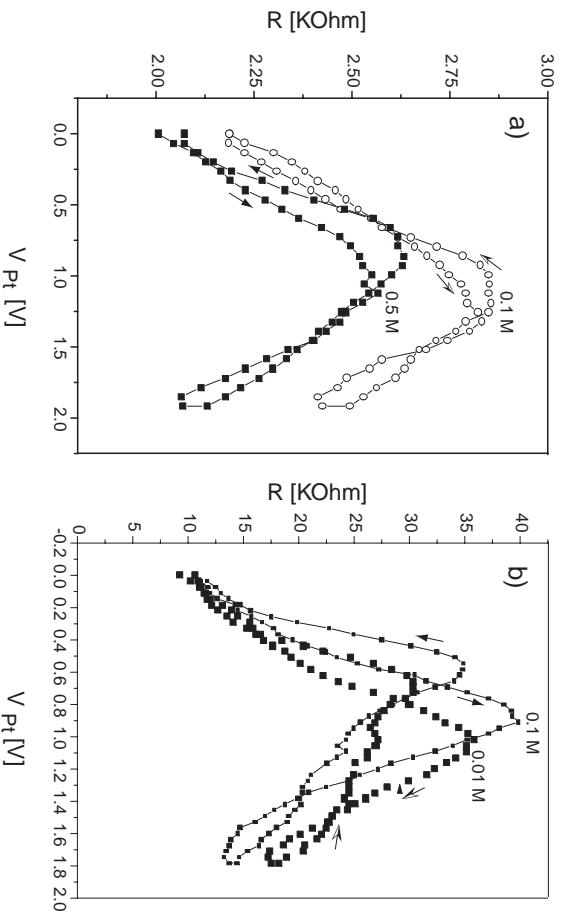 a)
R [KOhm]
3.00
2.75
2.50
2.25
2.00
0.0 0.5 1.0 1.5 2.0
V Pt [V]
0.1 M
0.5 M
b)
R [KOhm]
40
35
30
25
20
15
10
5
0
-0.2 0.0 0.2 0.4 0.6 0.8 1.0 1.2 1.4 1.6 1.8 2.0
V Pt [V]
0.1 M
0.01 M